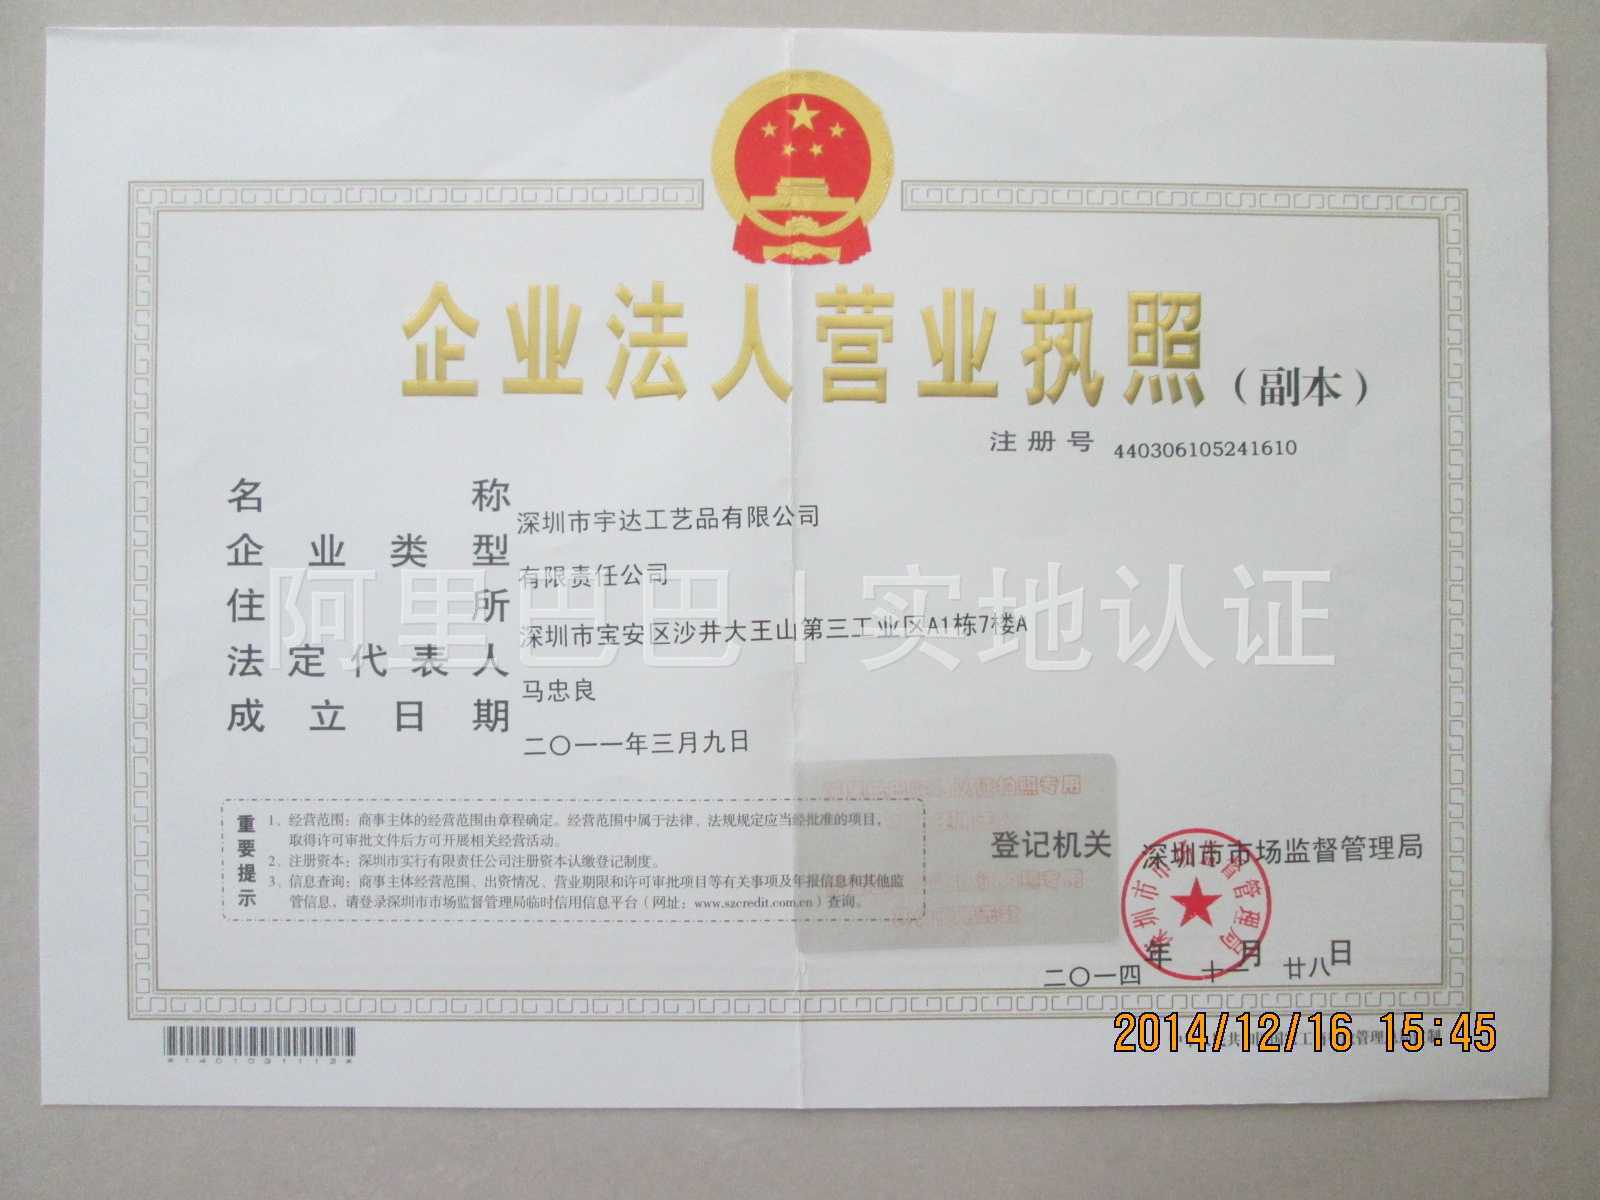 企业法人营业执照（副本）
注册号 440306105241610
名称 深圳市宇达工艺品有限公司
企业类型 有限责任公司
住所 深圳市宝安区沙井大王山第三工业区A1栋7楼A
法定代表人 马忠良
成立日期 二〇一一年三月九日
阿里巴巴 | 实地认证
重要提示
1、经营范围：商事主体的经营范围由章程确定。经营范围中属于法律、法规规定应当经批准的项目，
取得许可审批文件后方可开展相关经营活动。
2、注册资本：深圳市实行有限责任公司注册资本认缴登记制度。
3、信息查询：商事主体经营范围、出资情况、营业期限和许可审批项目等有关事项及年报信息和其他监
管信息，请登录深圳市市场监督管理局临时信用信息平台（网址：www.szcredit.com.cn）查询。
登记机关 深圳市市场监督管理局
深圳市市场监督管理局
二〇一四年十一月廿八日
2014/12/16 15:45